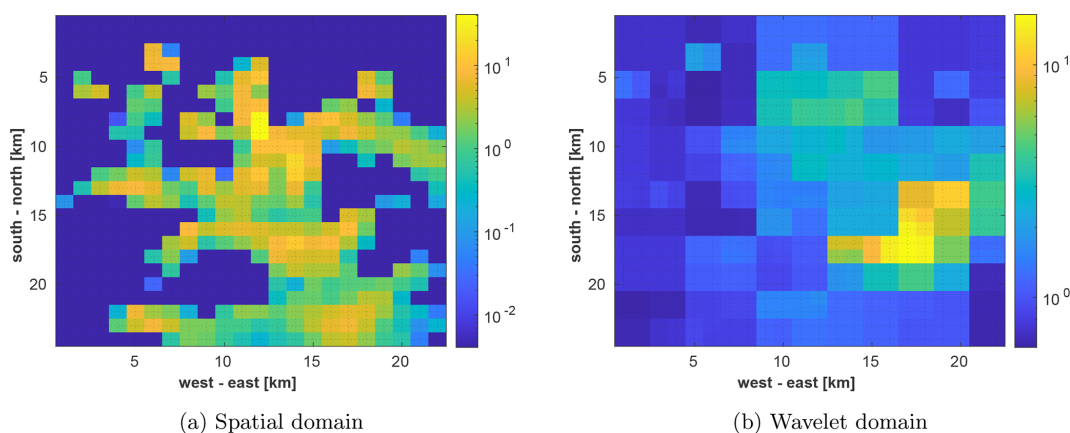 5
10
15
20
south - north [km]
5 10 15 20
west - east [km]
10^1
10^0
10^-1
10^-2
(a) Spatial domain
5
10
15
20
south - north [km]
5 10 15 20
west - east [km]
10^1
10^0
(b) Wavelet domain